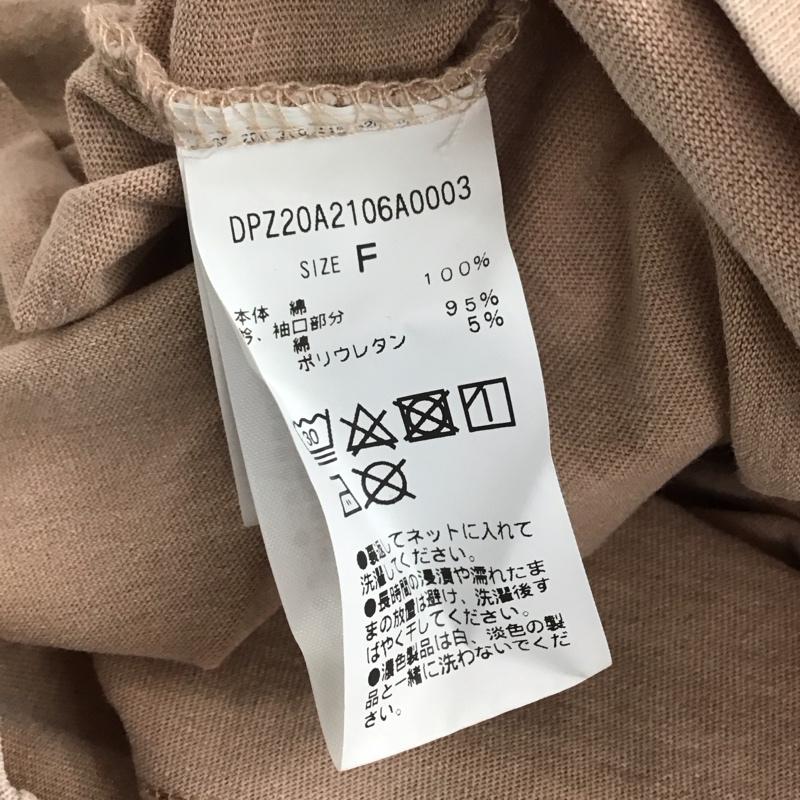 DPZ20A2106A0003
SIZE F
本体 綿 100%
衿、袖口部分
綿 95%
ポリウレタン 5%
30
●裏返してネットに入れて
洗濯してください。
●長時間の浸漬や濡れたま
まの放置は避け、洗濯後す
ばやく干してください。
●濃色製品は白、淡色の製
品と一緒に洗わないでくだ
さい。